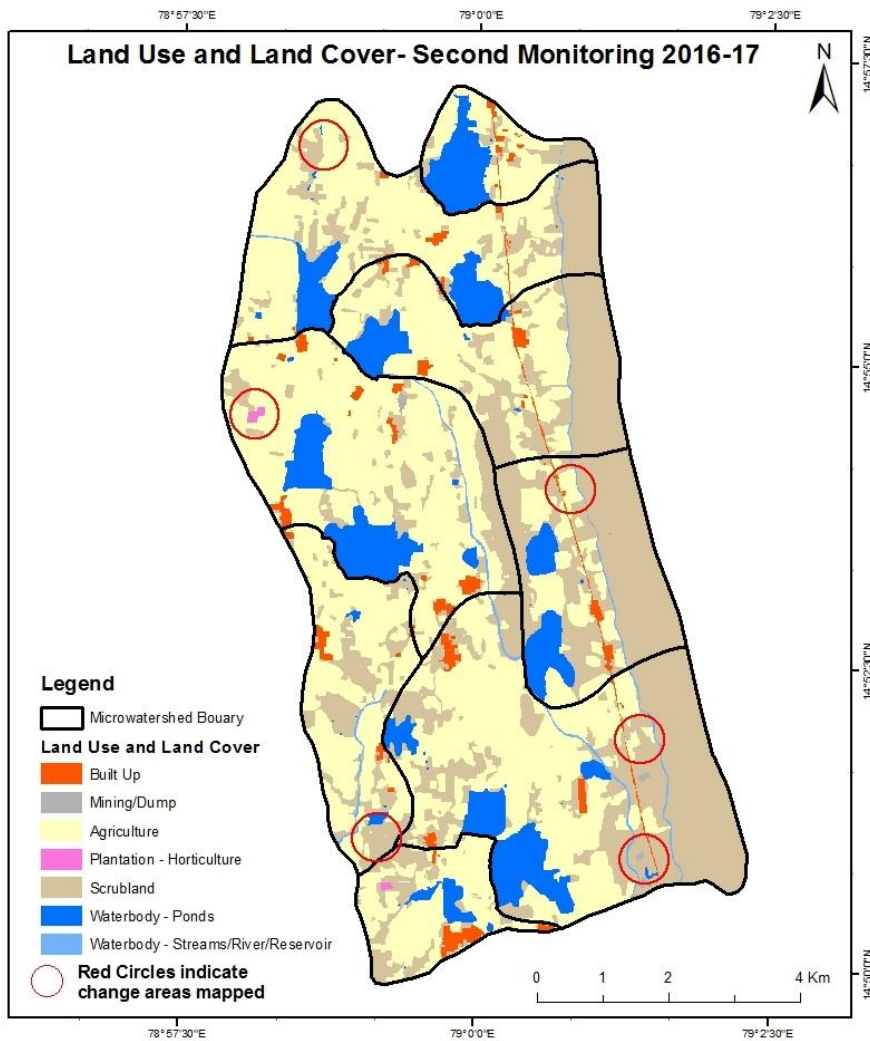 78°57'30"E
79°0'0"E
79°2'30"E
Land Use and Land Cover- Second Monitoring 2016-17
N
14°57'30"N
14°55'0"N
14°52'30"N
14°50'0"N
Legend
Microwatershed Bouary
Land Use and Land Cover
Built Up
Mining/Dump
Agriculture
Plantation - Horticulture
Scrubland
Waterbody - Ponds
Waterbody - Streams/River/Reservoir
Red Circles indicate
change areas mapped
0 1 2 4 Km
78°57'30"E
79°0'0"E
79°2'30"E